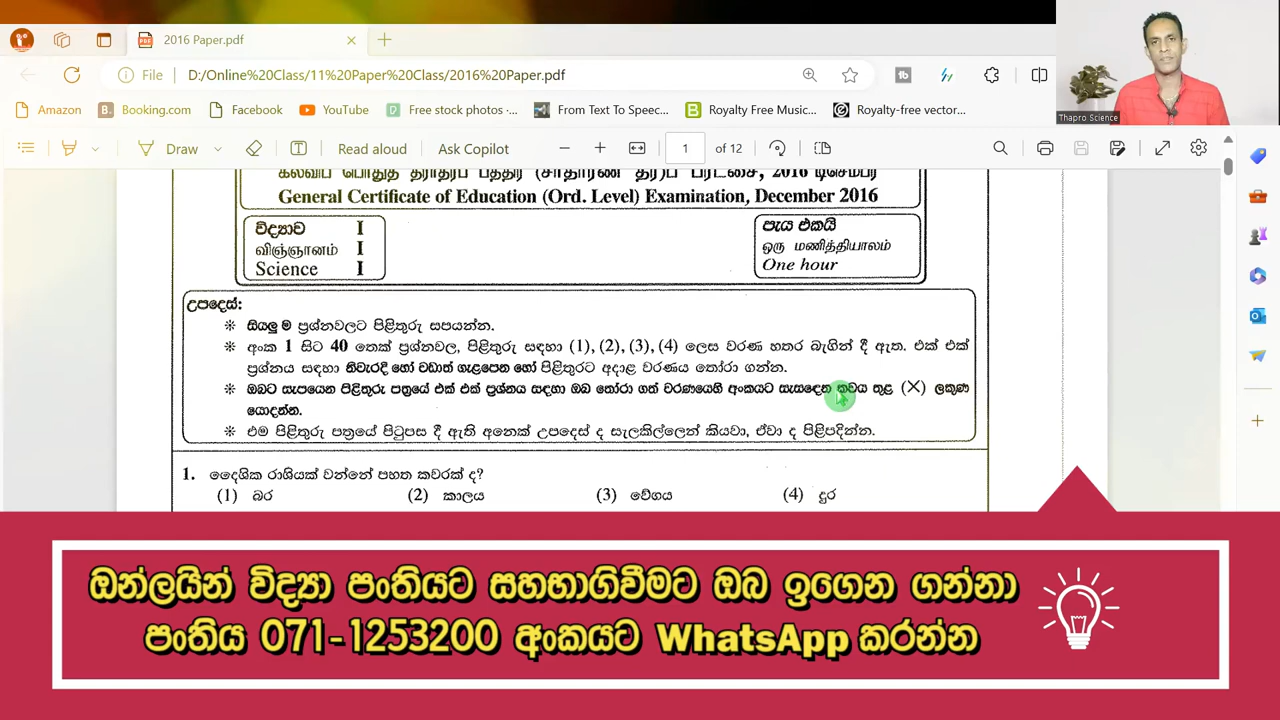 2016 Paper.pdf
File D:/Online%20Class/11%20Paper%20Class/2016%20Paper.pdf
Amazon B. Booking.com Facebook YouTube Free stock photos -... From Text To Speec... Royalty Free Music... Royalty-free vector...
Draw Read aloud Ask Copilot 1 of 12
Thapro Science
General Certificate of Education (Ord. Level) Examination, December 2016
විද්‍යාව I
விஞ்ஞானம் I
Science I
පැය එකයි
ஒரு மணித்தியாலம்
One hour
උපදෙස්:
※ සියලු ම ප්‍රශ්නවලට පිළිතුරු සපයන්න.
※ අංක 1 සිට 40 තෙක් ප්‍රශ්නවල, පිළිතුරු සඳහා (1), (2), (3), (4) ලෙස වරණ හතර බැගින් දී ඇත. එක් එක්
ප්‍රශ්නය සඳහා නිවැරදි හෝ වඩාත් ගැළපෙන හෝ පිළිතුරට අදාළ වරණය තෝරා ගන්න.
※ ඔබට සැපයෙන පිළිතුරු පත්‍රයේ එක් එක් ප්‍රශ්නය සඳහා ඔබ තෝරා ගත් වරණයෙහි අංකයට සැසඳෙන කවය තුළ (X) ලකුණ
යොදන්න.
※ එම පිළිතුරු පත්‍රයේ පිටුපස දී ඇති අනෙක් උපදෙස් ද සැලකිල්ලෙන් කියවා, ඒවා ද පිළිපදින්න.
1. දෛශික රාශියක් වන්නේ පහත කවරක් ද?
(1) බර (2) කාලය (3) වේගය (4) දුර
ඔන්ලයින් විද්‍යා පංතියට සහභාගිවීමට ඔබ ඉගෙන ගන්නා
පංතිය 071-1253200 අංකයට WhatsApp කරන්න